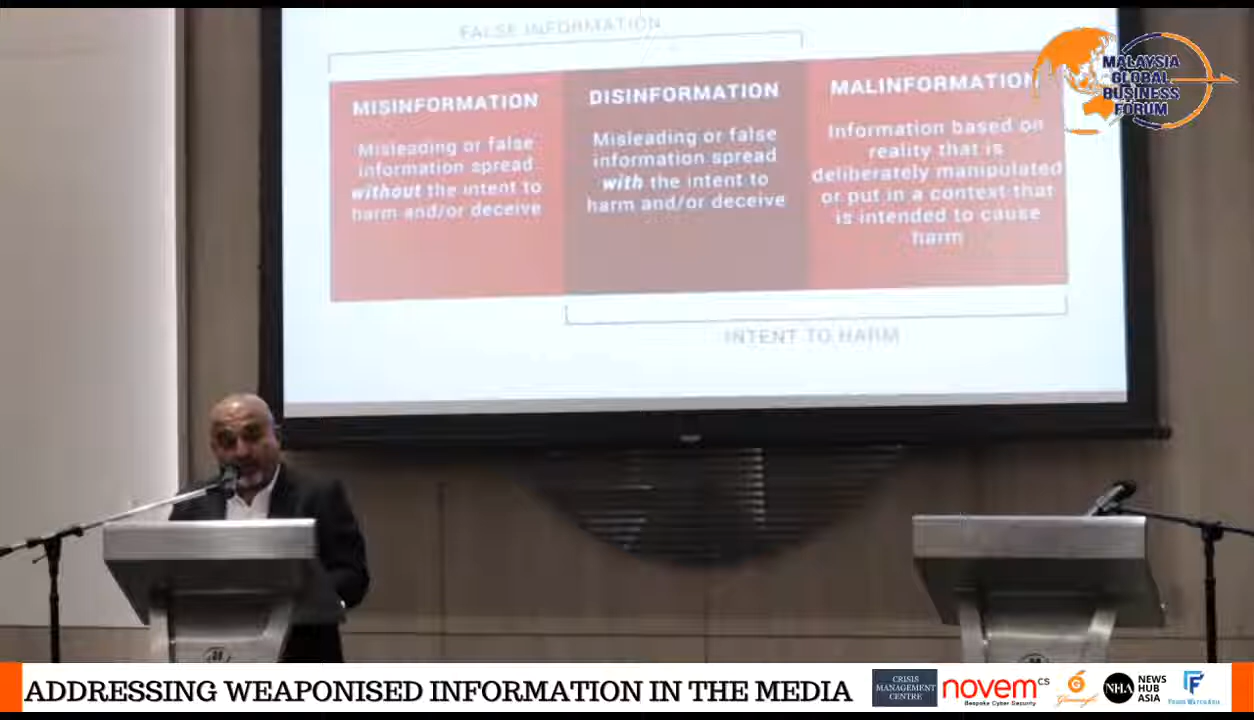 FALSE INFORMATION
MISINFORMATION
Misleading or false
information spread
without the intent to
harm and/or deceive
DISINFORMATION
Misleading or false
information spread
with the intent to
harm and/or deceive
MALINFORMATION
Information based on
reality that is
deliberately manipulated
or put in a context that
is intended to cause
harm
INTENT TO HARM
MALAYSIA
GLOBAL
BUSINESS
FORUM
ADDRESSING WEAPONISED INFORMATION IN THE MEDIA
CRISIS
MANAGEMENT
CENTRE
novem CS
Bespoke Cyber Security
NHA
NEWS
HUB
ASIA